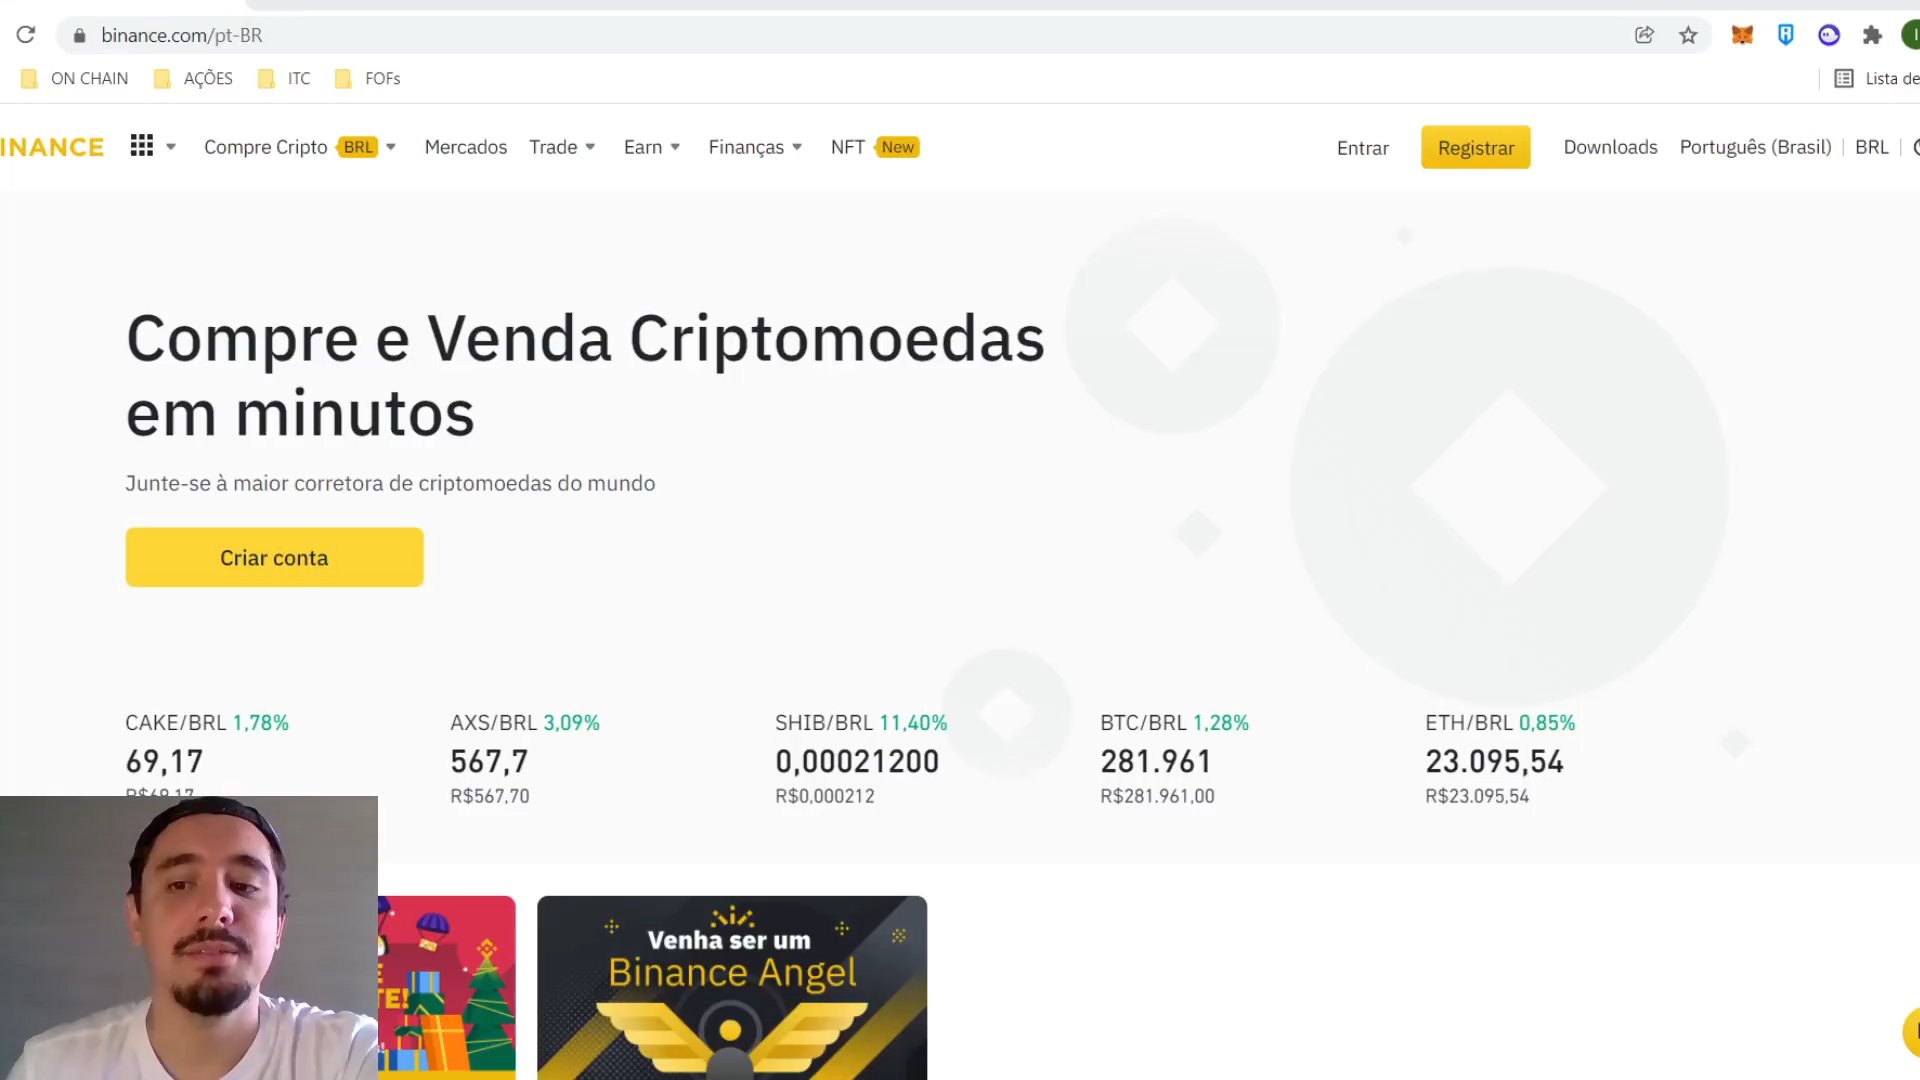 binance.com/pt-BR
ON CHAIN
AÇÕES
ITC
FOFs
Lista de
INANCE
Compre Cripto BRL
Mercados
Trade
Earn
Finanças
NFT New
Entrar
Registrar
Downloads
Português (Brasil)
BRL
Compre e Venda Criptomoedas
em minutos
Junte-se à maior corretora de criptomoedas do mundo
Criar conta
CAKE/BRL 1,78%
69,17
R$69,17
AXS/BRL 3,09%
567,7
R$567,70
SHIB/BRL 11,40%
0,00021200
R$0,000212
BTC/BRL 1,28%
281.961
R$281.961,00
ETH/BRL 0,85%
23.095,54
R$23.095,54
Venha ser um
Binance Angel